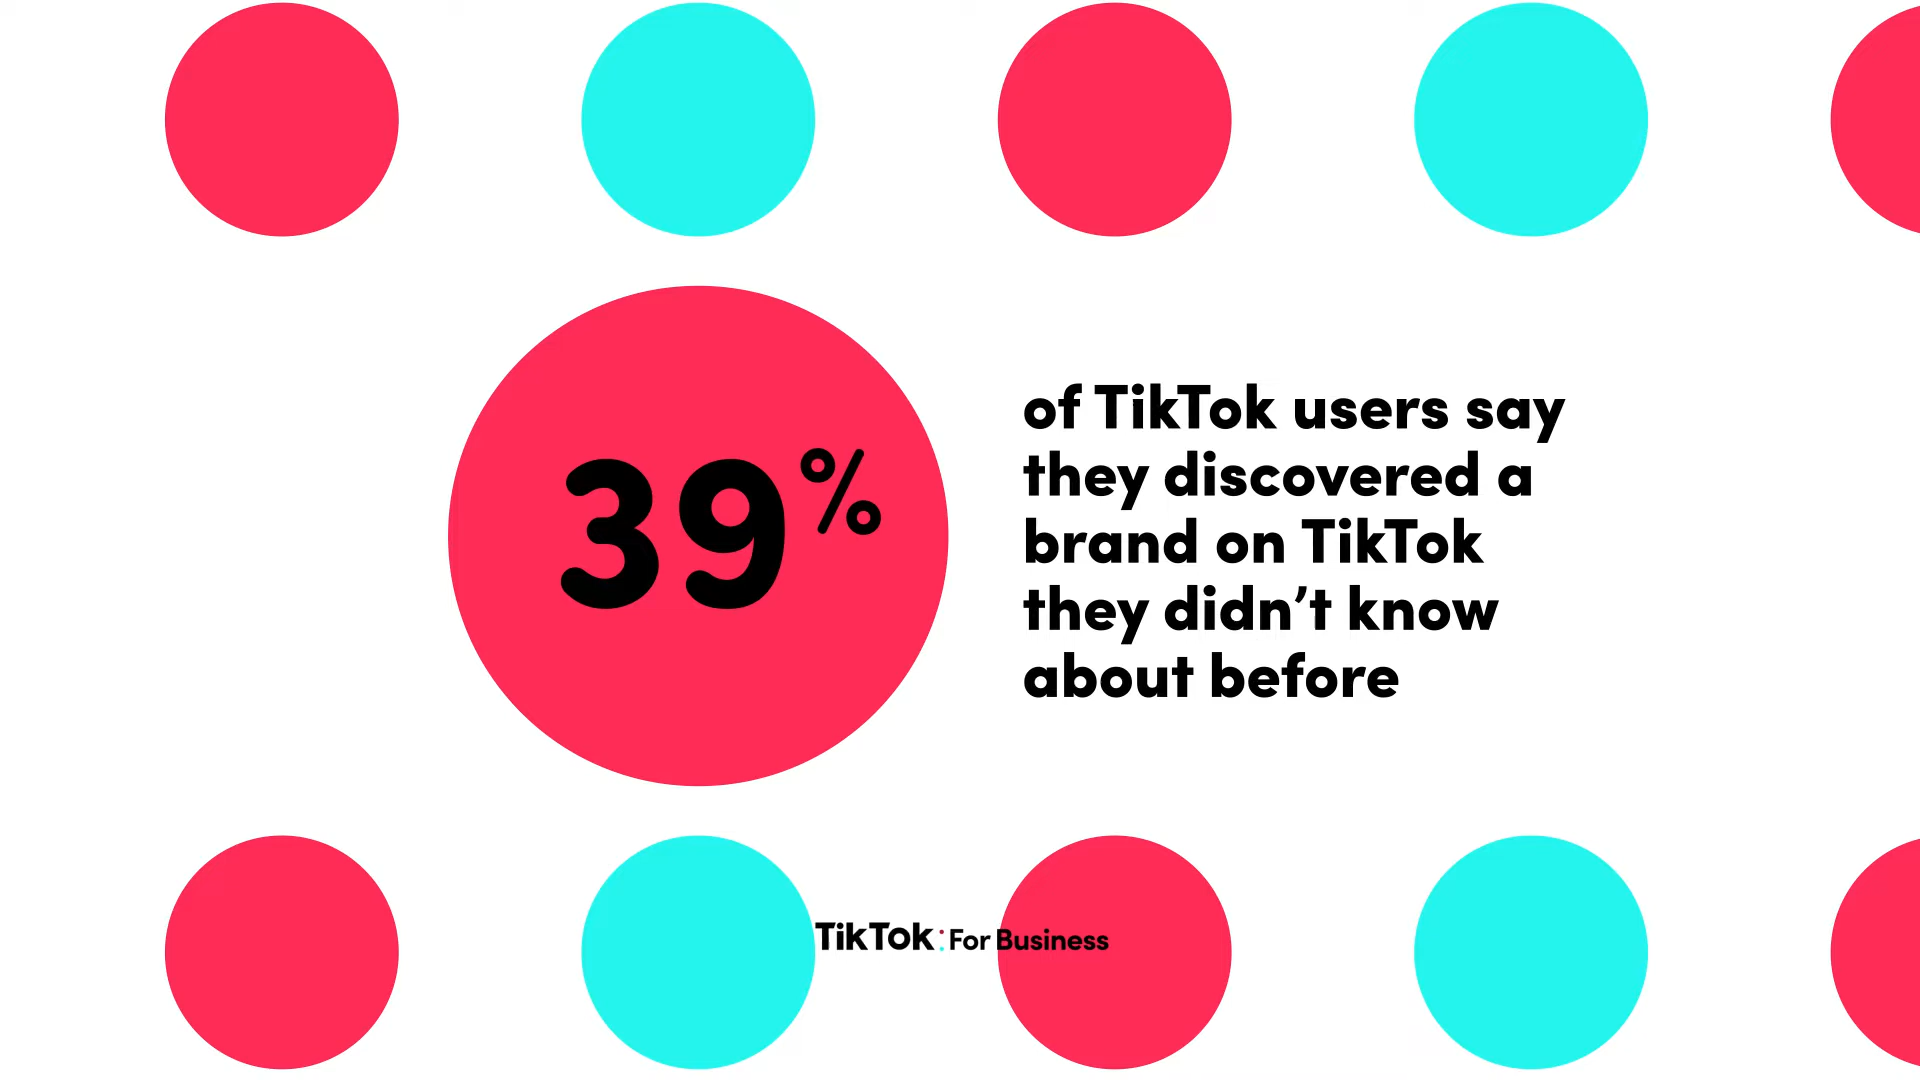 39%
of TikTok users say
they discovered a
brand on TikTok
they didn’t know
about before
TikTok: For Business